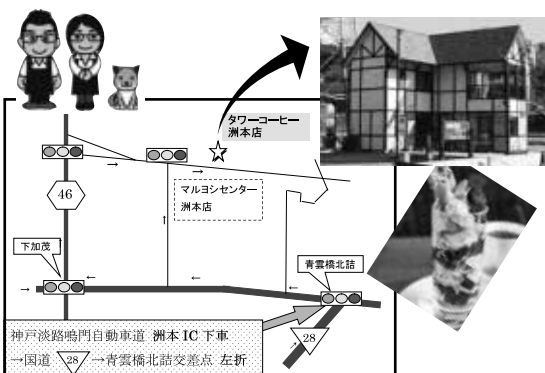 タワーコーヒー
洲本店
46
マルヨシセンター
洲本店
下加茂
青雲橋北詰
神戸淡路鳴門自動車道 洲本IC下車
→国道 28 →青雲橋北詰交差点 左折
28